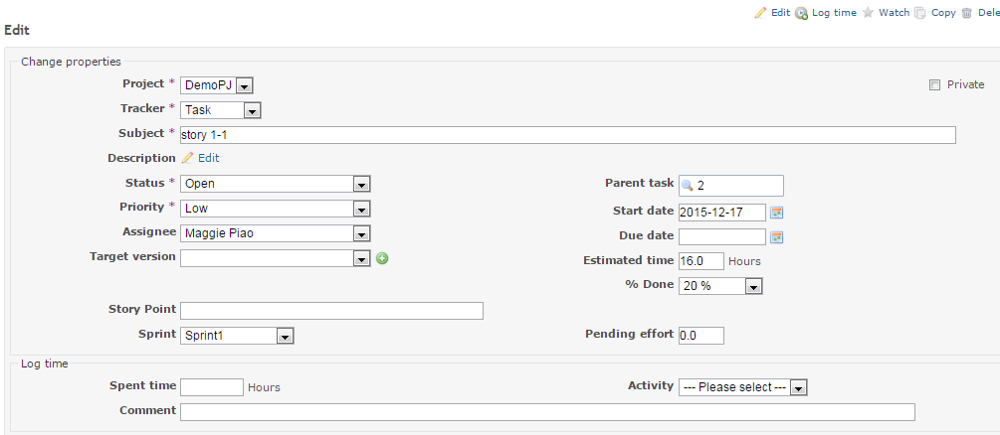 Edit Log time Watch Copy Dele
Edit
Change properties
Project * DemoPJ Private
Tracker * Task
Subject * story 1-1
Description Edit
Status * Open Parent task 2
Priority * Low Start date 2015-12-17
Assignee Maggie Piao Due date
Target version Estimated time 16.0 Hours
% Done 20 %
Story Point
Sprint Sprint1 Pending effort 0.0
Log time
Spent time Hours Activity --- Please select ---
Comment